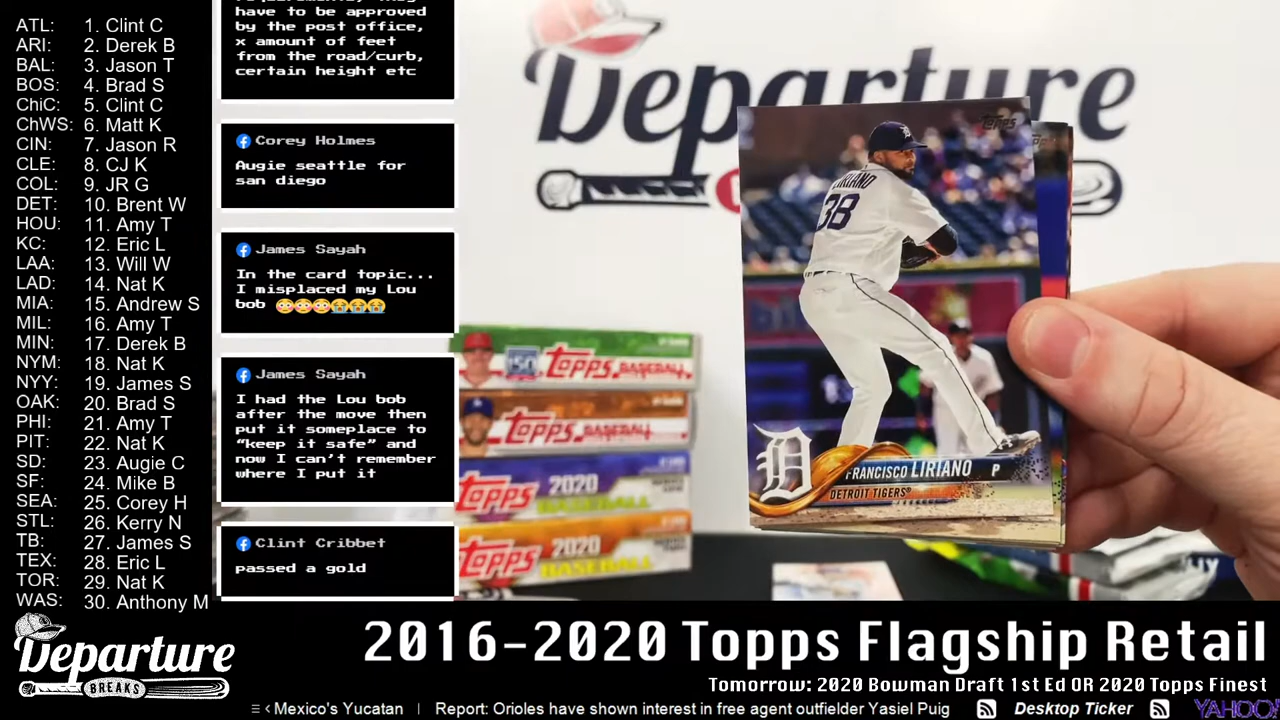 ATL: 1. Clint C
ARI: 2. Derek B
BAL: 3. Jason T
BOS: 4. Brad S
ChiC: 5. Clint C
ChWS: 6. Matt K
CIN: 7. Jason R
CLE: 8. CJ K
COL: 9. JR G
DET: 10. Brent W
HOU: 11. Amy T
KC: 12. Eric L
LAA: 13. Will W
LAD: 14. Nat K
MIA: 15. Andrew S
MIL: 16. Amy T
MIN: 17. Derek B
NYM: 18. Nat K
NYY: 19. James S
OAK: 20. Brad S
PHI: 21. Amy T
PIT: 22. Nat K
SD: 23. Augie C
SF: 24. Mike B
SEA: 25. Corey H
STL: 26. Kerry N
TB: 27. James S
TEX: 28. Eric L
TOR: 29. Nat K
WAS: 30. Anthony M
have to be approved
by the post office,
x amount of feet
from the road/curb,
certain height etc
Corey Holmes
Augie seattle for
san diego
James Sayah
In the card topic...
I misplaced my Lou
bob 😳😳😳😭😭😭
James Sayah
I had the Lou bob
after the move then
put it someplace to
“keep it safe” and
now I can’t remember
where I put it
Clint Cribbet
passed a gold
Departure
Topps
LIRIANO
38
D
FRANCISCO LIRIANO P
DETROIT TIGERS
150 Topps BASEBALL
Topps BASEBALL
Topps 2020 BASEBALL
Topps 2020 BASEBALL
Departure
BREAKS
2016-2020 Topps Flagship Retail
Tomorrow: 2020 Bowman Draft 1st Ed OR 2020 Topps Finest
‹ Mexico's Yucatan | Report: Orioles have shown interest in free agent outfielder Yasiel Puig Desktop Ticker YAHOO!